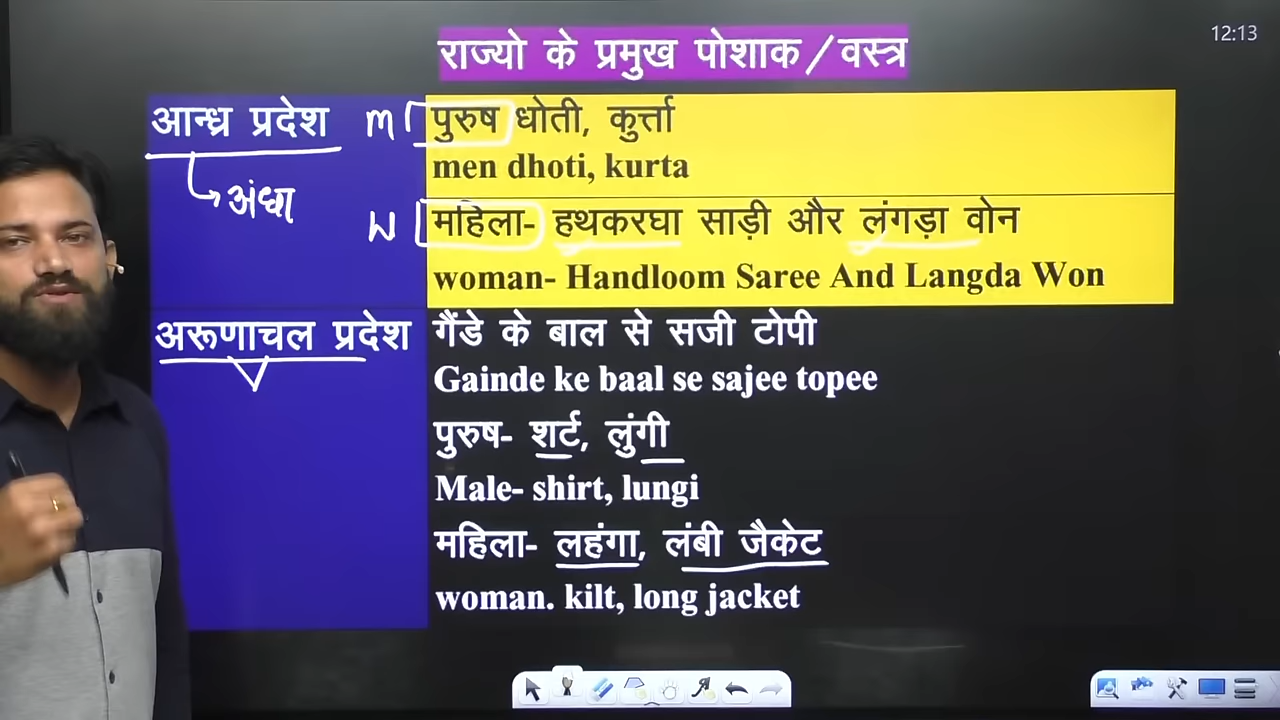 12:13
राज्यो के प्रमुख पोशाक/वस्त्र
आन्ध्र प्रदेश M पुरुष धोती, कुर्त्ता
men dhoti, kurta
अंधा
W महिला- हथकरघा साड़ी और लंगड़ा वोन
woman- Handloom Saree And Langda Won
अरूणाचल प्रदेश गैंडे के बाल से सजी टोपी
Gainde ke baal se sajee topee
पुरुष- शर्ट, लुंगी
Male- shirt, lungi
महिला- लहंगा, लंबी जैकेट
woman. kilt, long jacket